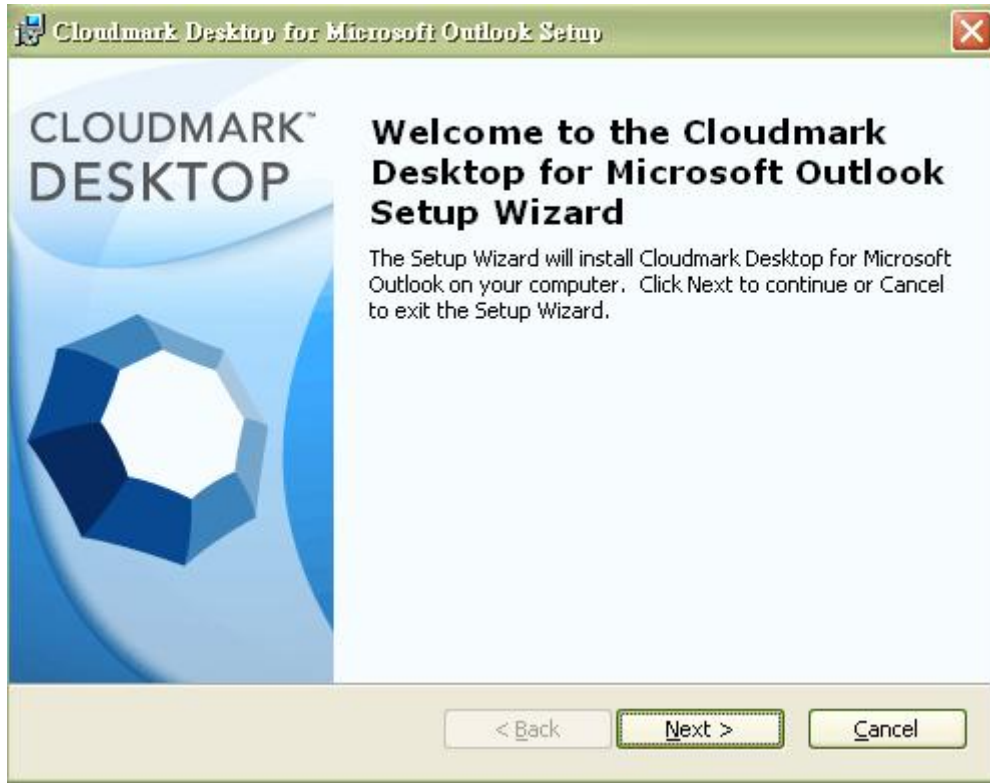 Cloudmark Desktop for Microsoft Outlook Setup
CLOUDMARK™
DESKTOP
Welcome to the Cloudmark
Desktop for Microsoft Outlook
Setup Wizard
The Setup Wizard will install Cloudmark Desktop for Microsoft
Outlook on your computer.  Click Next to continue or Cancel
to exit the Setup Wizard.
< Back
Next >
Cancel